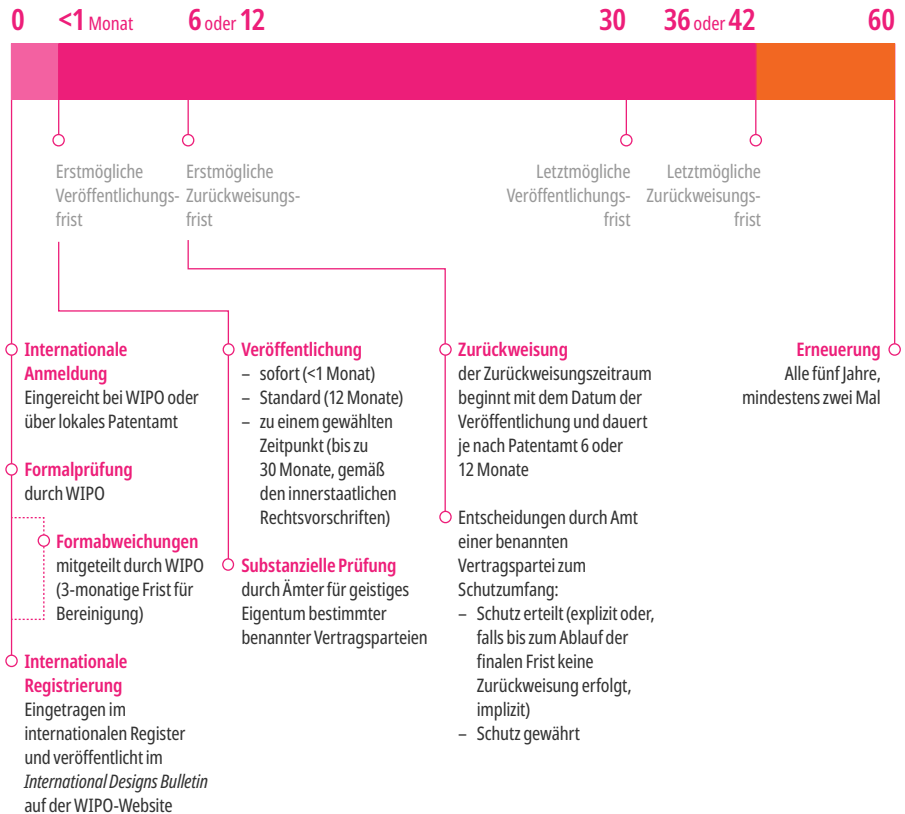 0 <1 Monat 6 oder 12 30 36 oder 42 60
Erstmögliche
Veröffentlichungs-
frist
Erstmögliche
Zurückweisungs-
frist
Letztmögliche
Veröffentlichungs-
frist
Letztmögliche
Zurückweisungs-
frist
Internationale
Anmeldung
Eingereicht bei WIPO oder
über lokales Patentamt
Formalprüfung
durch WIPO
Formabweichungen
mitgeteilt durch WIPO
(3-monatige Frist für
Bereinigung)
Internationale
Registrierung
Eingetragen im
internationalen Register
und veröffentlicht im
International Designs Bulletin
auf der WIPO-Website
Veröffentlichung
– sofort (<1 Monat)
– Standard (12 Monate)
– zu einem gewählten
Zeitpunkt (bis zu
30 Monate, gemäß
den innerstaatlichen
Rechtsvorschriften)
Substanzielle Prüfung
durch Ämter für geistiges
Eigentum bestimmter
benannter Vertragsparteien
Zurückweisung
der Zurückweisungszeitraum
beginnt mit dem Datum der
Veröffentlichung und dauert
je nach Patentamt 6 oder
12 Monate
Entscheidungen durch Amt
einer benannten
Vertragspartei zum
Schutzumfang:
– Schutz erteilt (explizit oder,
falls bis zum Ablauf der
finalen Frist keine
Zurückweisung erfolgt,
implizit)
– Schutz gewährt
Erneuerung
Alle fünf Jahre,
mindestens zwei Mal